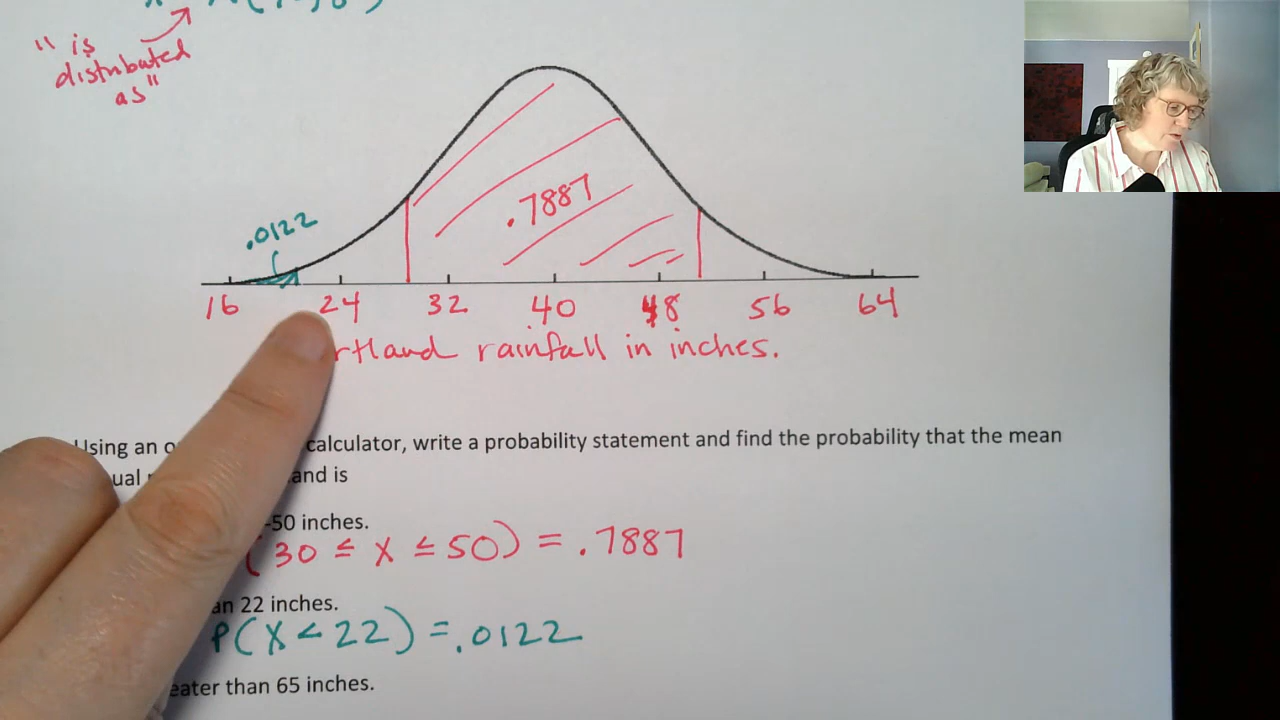 "is
distributed
as"
.0122
.7887
16 24 32 40 48 56 64
rtland rainfall in inches.
Using an calculator, write a probability statement and find the probability that the mean
ual and is
-50 inches.
(30 ≤ X ≤ 50) = .7887
an 22 inches.
P(X < 22) = .0122
eater than 65 inches.